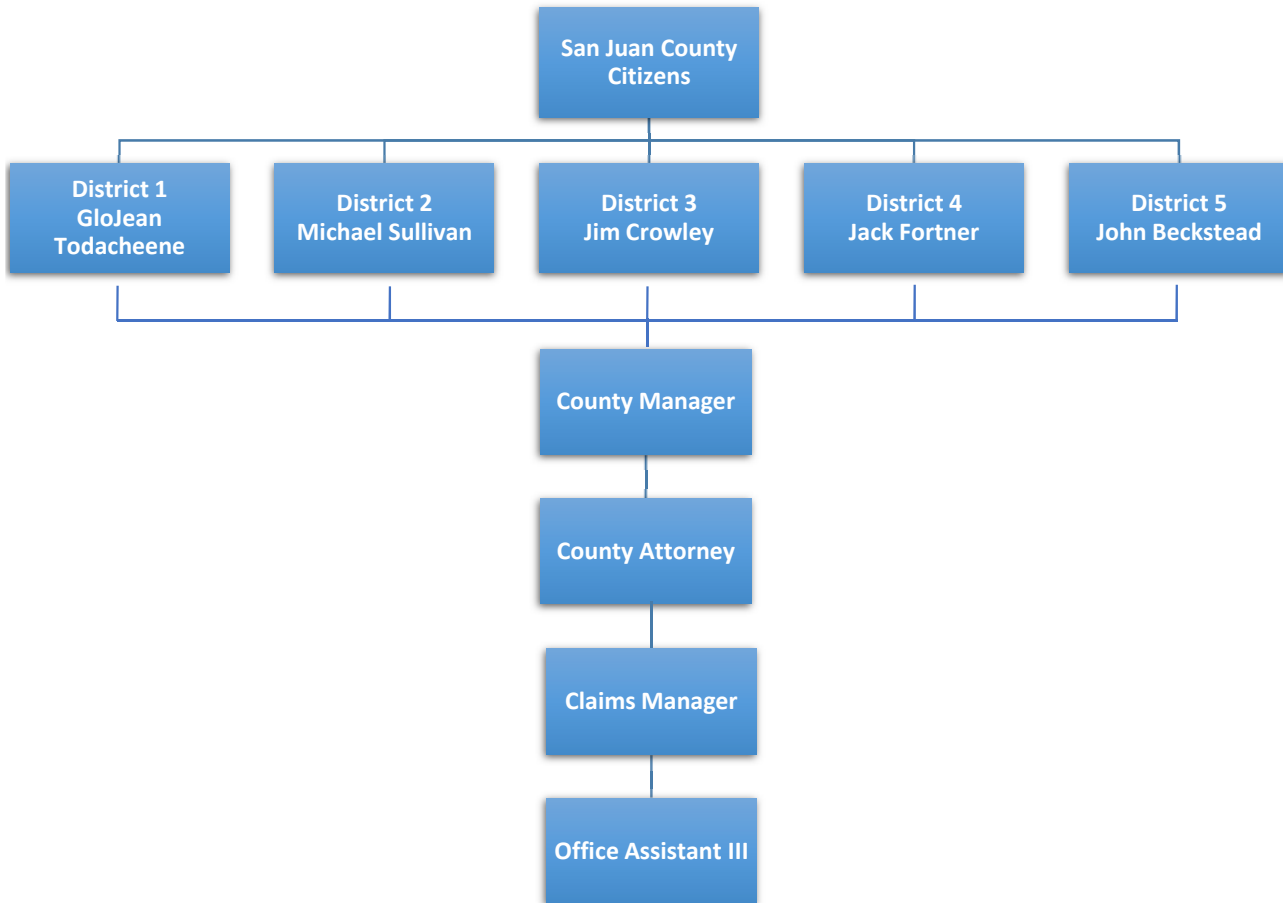 San Juan County
Citizens
District 1
GloJean
Todacheene
District 2
Michael Sullivan
District 3
Jim Crowley
District 4
Jack Fortner
District 5
John Beckstead
County Manager
County Attorney
Claims Manager
Office Assistant III